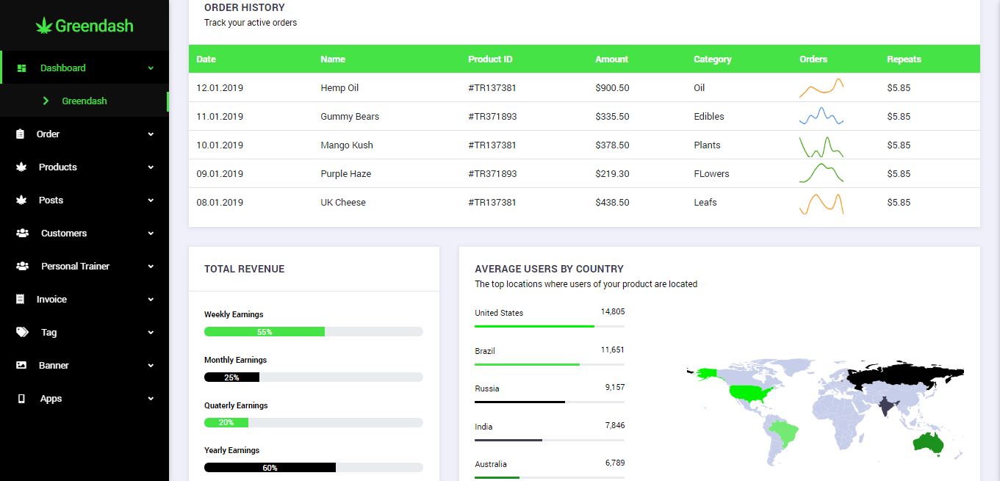 Greendash
Dashboard
Greendash
Order
Products
Posts
Customers
Personal Trainer
Invoice
Tag
Banner
Apps
ORDER HISTORY
Track your active orders
Date Name Product ID Amount Category Orders Repeats
12.01.2019 Hemp Oil #TR137381 $900.50 Oil $5.85
11.01.2019 Gummy Bears #TR371893 $335.50 Edibles $5.85
10.01.2019 Mango Kush #TR137381 $378.50 Plants $5.85
09.01.2019 Purple Haze #TR371893 $219.30 FLowers $5.85
08.01.2019 UK Cheese #TR137381 $438.50 Leafs $5.85
TOTAL REVENUE
Weekly Earnings
55%
Monthly Earnings
25%
Quaterly Earnings
20%
Yearly Earnings
60%
AVERAGE USERS BY COUNTRY
The top locations where users of your product are located
United States 14,805
Brazil 11,651
Russia 9,157
India 7,846
Australia 6,789